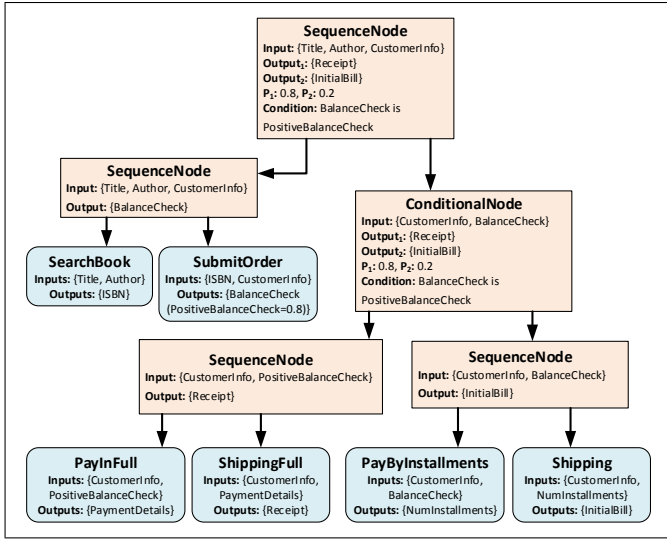 SequenceNode
Input: {Title, Author, CustomerInfo}
Output₁: {Receipt}
Output₂: {InitialBill}
P₁: 0.8, P₂: 0.2
Condition: BalanceCheck is
PositiveBalanceCheck
SequenceNode
Input: {Title, Author, CustomerInfo}
Output: {BalanceCheck}
ConditionalNode
Input: {CustomerInfo, BalanceCheck}
Output₁: {Receipt}
Output₂: {InitialBill}
P₁: 0.8, P₂: 0.2
Condition: BalanceCheck is
PositiveBalanceCheck
SearchBook
Inputs: {Title, Author}
Outputs: {ISBN}
SubmitOrder
Inputs: {ISBN, CustomerInfo}
Outputs: {BalanceCheck
(PositiveBalanceCheck=0.8)}
SequenceNode
Input: {CustomerInfo, PositiveBalanceCheck}
Output: {Receipt}
SequenceNode
Input: {CustomerInfo, BalanceCheck}
Output: {InitialBill}
PayInFull
Inputs: {CustomerInfo,
PositiveBalanceCheck}
Outputs: {PaymentDetails}
ShippingFull
Inputs: {CustomerInfo,
PaymentDetails}
Outputs: {Receipt}
PayByInstallments
Inputs: {CustomerInfo,
BalanceCheck}
Outputs: {NumInstallments}
Shipping
Inputs: {CustomerInfo,
NumInstallments}
Outputs: {InitialBill}